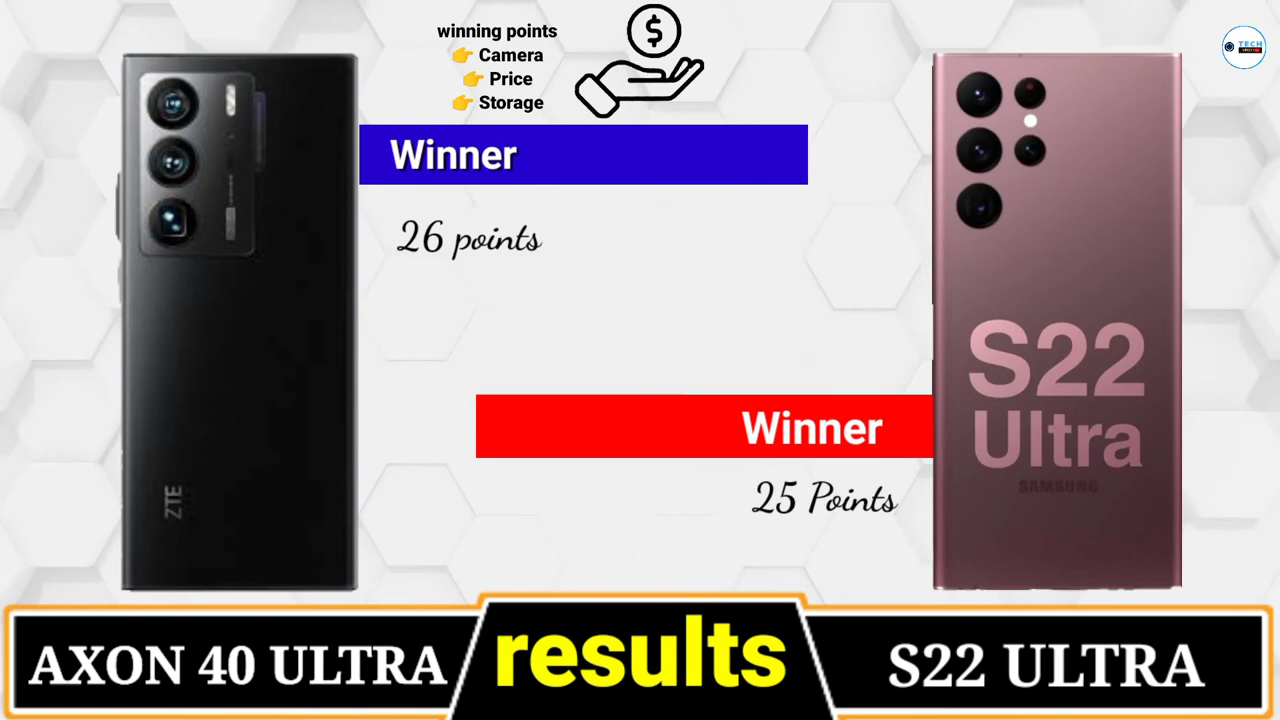 winning points
👉 Camera
👉 Price
👉 Storage
$
TECH
Winner
26 points
S22
Ultra
SAMSUNG
Winner
25 Points
ZTE
AXON 40 ULTRA
results
S22 ULTRA